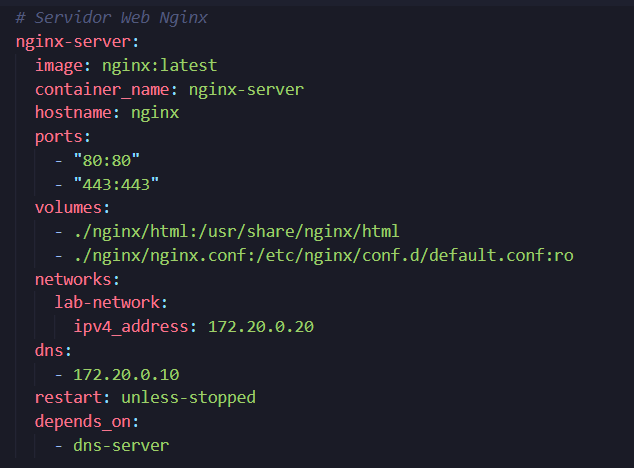 # Servidor Web Nginx
nginx-server:
  image: nginx:latest
  container_name: nginx-server
  hostname: nginx
  ports:
    - "80:80"
    - "443:443"
  volumes:
    - ./nginx/html:/usr/share/nginx/html
    - ./nginx/nginx.conf:/etc/nginx/conf.d/default.conf:ro
  networks:
    lab-network:
      ipv4_address: 172.20.0.20
  dns:
    - 172.20.0.10
  restart: unless-stopped
  depends_on:
    - dns-server